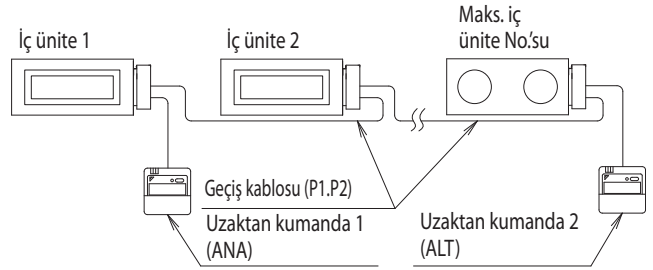 İç ünite 1
İç ünite 2
Maks. iç
ünite No.'su
Geçiş kablosu (P1.P2)
Uzaktan kumanda 1
(ANA)
Uzaktan kumanda 2
(ALT)